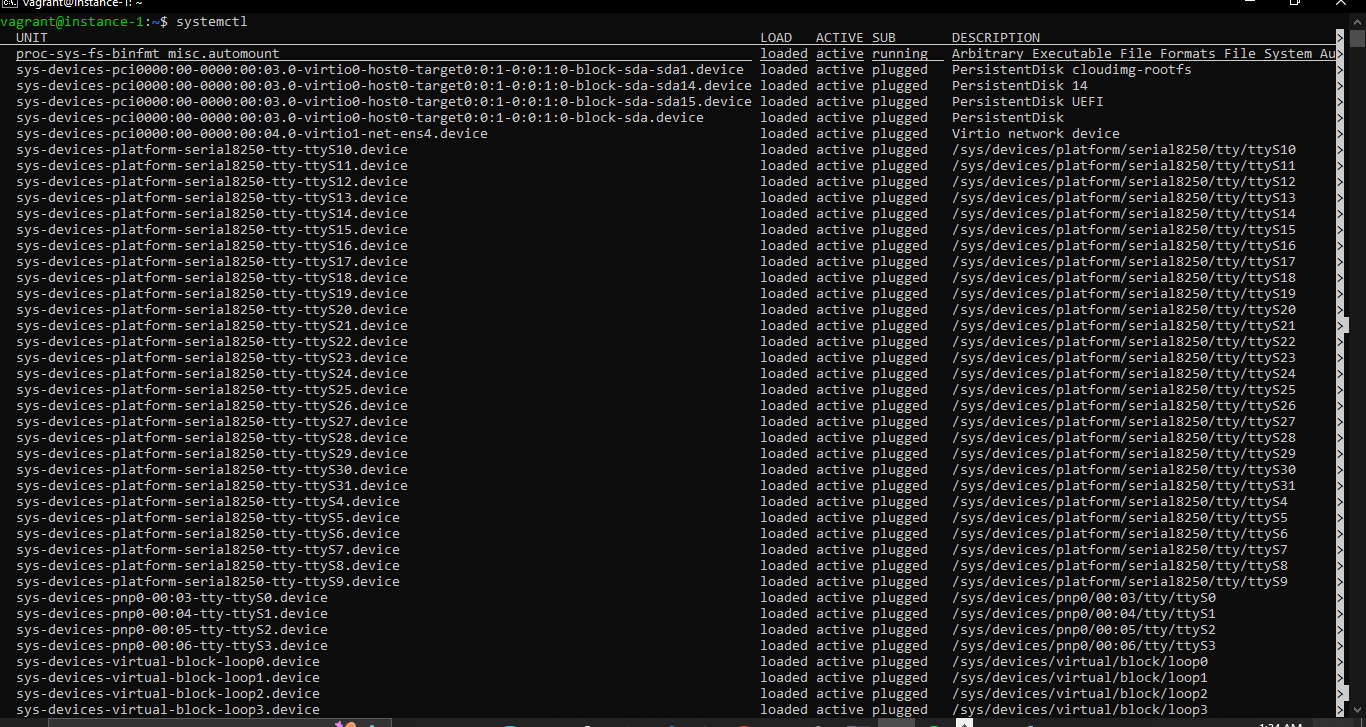 vagrant@instance-1: ~
vagrant@instance-1:~$ systemctl
UNIT LOAD ACTIVE SUB DESCRIPTION >
proc-sys-fs-binfmt_misc.automount loaded active running Arbitrary Executable File Formats File System Au>
sys-devices-pci0000:00-0000:00:03.0-virtio0-host0-target0:0:1-0:0:1:0-block-sda-sda1.device loaded active plugged PersistentDisk cloudimg-rootfs >
sys-devices-pci0000:00-0000:00:03.0-virtio0-host0-target0:0:1-0:0:1:0-block-sda-sda14.device loaded active plugged PersistentDisk 14 >
sys-devices-pci0000:00-0000:00:03.0-virtio0-host0-target0:0:1-0:0:1:0-block-sda-sda15.device loaded active plugged PersistentDisk UEFI >
sys-devices-pci0000:00-0000:00:03.0-virtio0-host0-target0:0:1-0:0:1:0-block-sda.device loaded active plugged PersistentDisk >
sys-devices-pci0000:00-0000:00:04.0-virtio1-net-ens4.device loaded active plugged Virtio network device >
sys-devices-platform-serial8250-tty-ttyS10.device loaded active plugged /sys/devices/platform/serial8250/tty/ttyS10 >
sys-devices-platform-serial8250-tty-ttyS11.device loaded active plugged /sys/devices/platform/serial8250/tty/ttyS11 >
sys-devices-platform-serial8250-tty-ttyS12.device loaded active plugged /sys/devices/platform/serial8250/tty/ttyS12 >
sys-devices-platform-serial8250-tty-ttyS13.device loaded active plugged /sys/devices/platform/serial8250/tty/ttyS13 >
sys-devices-platform-serial8250-tty-ttyS14.device loaded active plugged /sys/devices/platform/serial8250/tty/ttyS14 >
sys-devices-platform-serial8250-tty-ttyS15.device loaded active plugged /sys/devices/platform/serial8250/tty/ttyS15 >
sys-devices-platform-serial8250-tty-ttyS16.device loaded active plugged /sys/devices/platform/serial8250/tty/ttyS16 >
sys-devices-platform-serial8250-tty-ttyS17.device loaded active plugged /sys/devices/platform/serial8250/tty/ttyS17 >
sys-devices-platform-serial8250-tty-ttyS18.device loaded active plugged /sys/devices/platform/serial8250/tty/ttyS18 >
sys-devices-platform-serial8250-tty-ttyS19.device loaded active plugged /sys/devices/platform/serial8250/tty/ttyS19 >
sys-devices-platform-serial8250-tty-ttyS20.device loaded active plugged /sys/devices/platform/serial8250/tty/ttyS20 >
sys-devices-platform-serial8250-tty-ttyS21.device loaded active plugged /sys/devices/platform/serial8250/tty/ttyS21 >
sys-devices-platform-serial8250-tty-ttyS22.device loaded active plugged /sys/devices/platform/serial8250/tty/ttyS22 >
sys-devices-platform-serial8250-tty-ttyS23.device loaded active plugged /sys/devices/platform/serial8250/tty/ttyS23 >
sys-devices-platform-serial8250-tty-ttyS24.device loaded active plugged /sys/devices/platform/serial8250/tty/ttyS24 >
sys-devices-platform-serial8250-tty-ttyS25.device loaded active plugged /sys/devices/platform/serial8250/tty/ttyS25 >
sys-devices-platform-serial8250-tty-ttyS26.device loaded active plugged /sys/devices/platform/serial8250/tty/ttyS26 >
sys-devices-platform-serial8250-tty-ttyS27.device loaded active plugged /sys/devices/platform/serial8250/tty/ttyS27 >
sys-devices-platform-serial8250-tty-ttyS28.device loaded active plugged /sys/devices/platform/serial8250/tty/ttyS28 >
sys-devices-platform-serial8250-tty-ttyS29.device loaded active plugged /sys/devices/platform/serial8250/tty/ttyS29 >
sys-devices-platform-serial8250-tty-ttyS30.device loaded active plugged /sys/devices/platform/serial8250/tty/ttyS30 >
sys-devices-platform-serial8250-tty-ttyS31.device loaded active plugged /sys/devices/platform/serial8250/tty/ttyS31 >
sys-devices-platform-serial8250-tty-ttyS4.device loaded active plugged /sys/devices/platform/serial8250/tty/ttyS4 >
sys-devices-platform-serial8250-tty-ttyS5.device loaded active plugged /sys/devices/platform/serial8250/tty/ttyS5 >
sys-devices-platform-serial8250-tty-ttyS6.device loaded active plugged /sys/devices/platform/serial8250/tty/ttyS6 >
sys-devices-platform-serial8250-tty-ttyS7.device loaded active plugged /sys/devices/platform/serial8250/tty/ttyS7 >
sys-devices-platform-serial8250-tty-ttyS8.device loaded active plugged /sys/devices/platform/serial8250/tty/ttyS8 >
sys-devices-platform-serial8250-tty-ttyS9.device loaded active plugged /sys/devices/platform/serial8250/tty/ttyS9 >
sys-devices-pnp0-00:03-tty-ttyS0.device loaded active plugged /sys/devices/pnp0/00:03/tty/ttyS0 >
sys-devices-pnp0-00:04-tty-ttyS1.device loaded active plugged /sys/devices/pnp0/00:04/tty/ttyS1 >
sys-devices-pnp0-00:05-tty-ttyS2.device loaded active plugged /sys/devices/pnp0/00:05/tty/ttyS2 >
sys-devices-pnp0-00:06-tty-ttyS3.device loaded active plugged /sys/devices/pnp0/00:06/tty/ttyS3 >
sys-devices-virtual-block-loop0.device loaded active plugged /sys/devices/virtual/block/loop0 >
sys-devices-virtual-block-loop1.device loaded active plugged /sys/devices/virtual/block/loop1 >
sys-devices-virtual-block-loop2.device loaded active plugged /sys/devices/virtual/block/loop2 >
sys-devices-virtual-block-loop3.device loaded active plugged /sys/devices/virtual/block/loop3 >